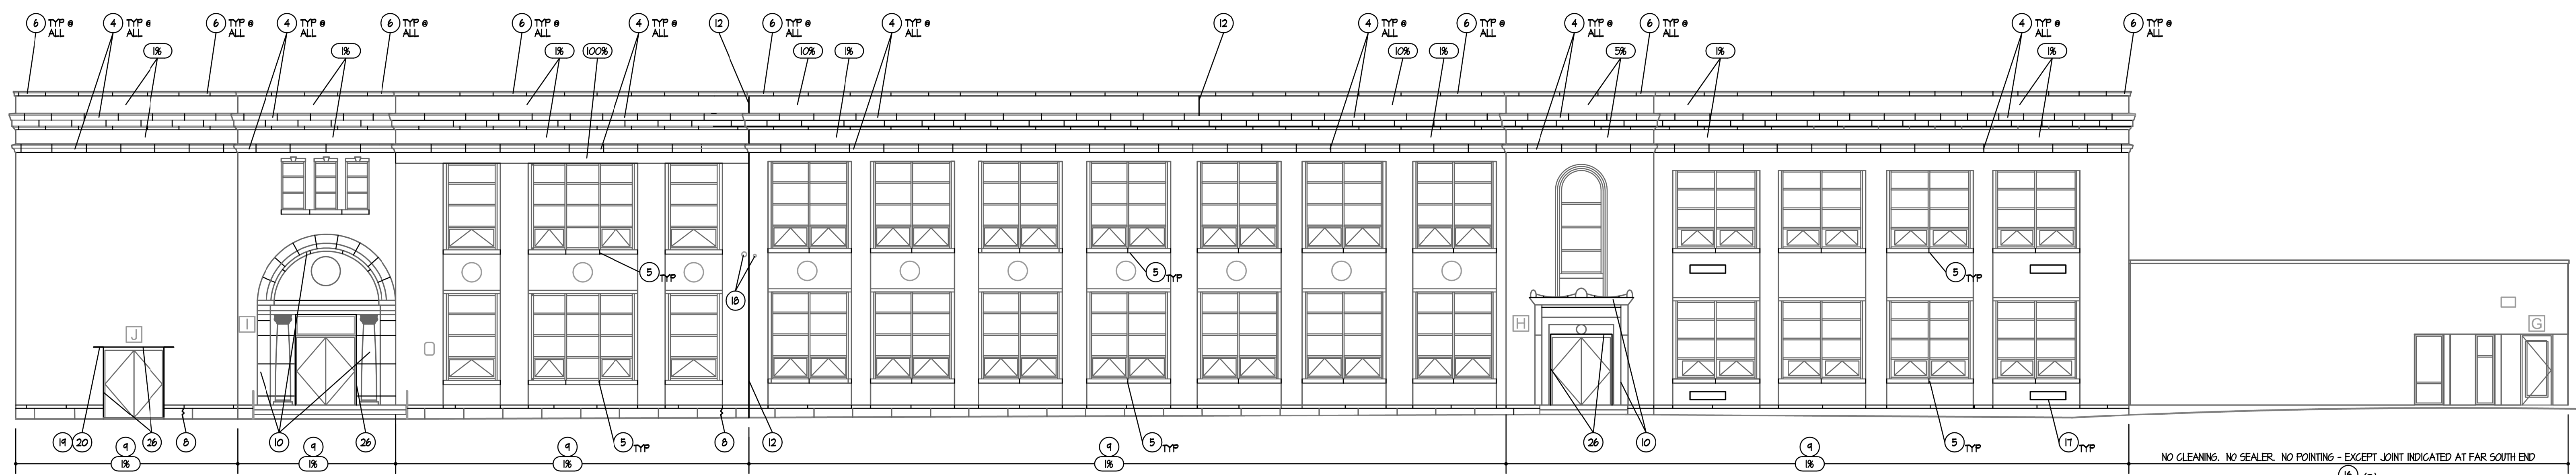 6 TYP @ ALL 4 TYP @ ALL 6 TYP @ ALL 4 TYP @ ALL 6 TYP @ ALL 6 TYP @ ALL 4 TYP @ ALL 12 6 TYP @ ALL 4 TYP @ ALL 12 4 TYP @ ALL 6 TYP @ ALL 4 TYP @ ALL 6 TYP @ ALL 4 TYP @ ALL 6 TYP @ ALL
1% 1% 1% 100% 10% 1% 10% 1% 5% 1% 1%
5 TYP 5 TYP 5 TYP
18
J I H G
19 20 26 8 10 26 5 TYP 8 12 5 TYP 26 10 5 TYP 17 TYP
9 9 9 9 9
1% 1% 1% 1% 1%
NO CLEANING. NO SEALER. NO POINTING - EXCEPT JOINT INDICATED AT FAR SOUTH END